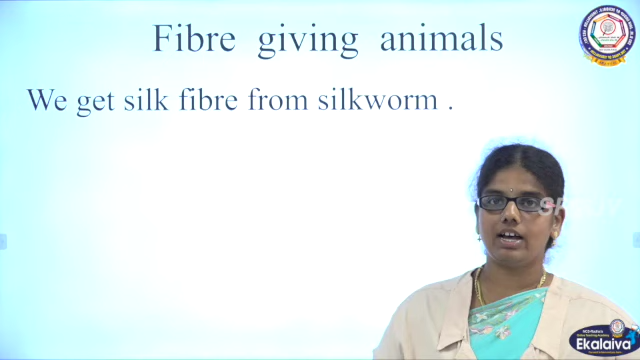 Fibre giving animals
We get silk fibre from silkworm .
Ekalaiva